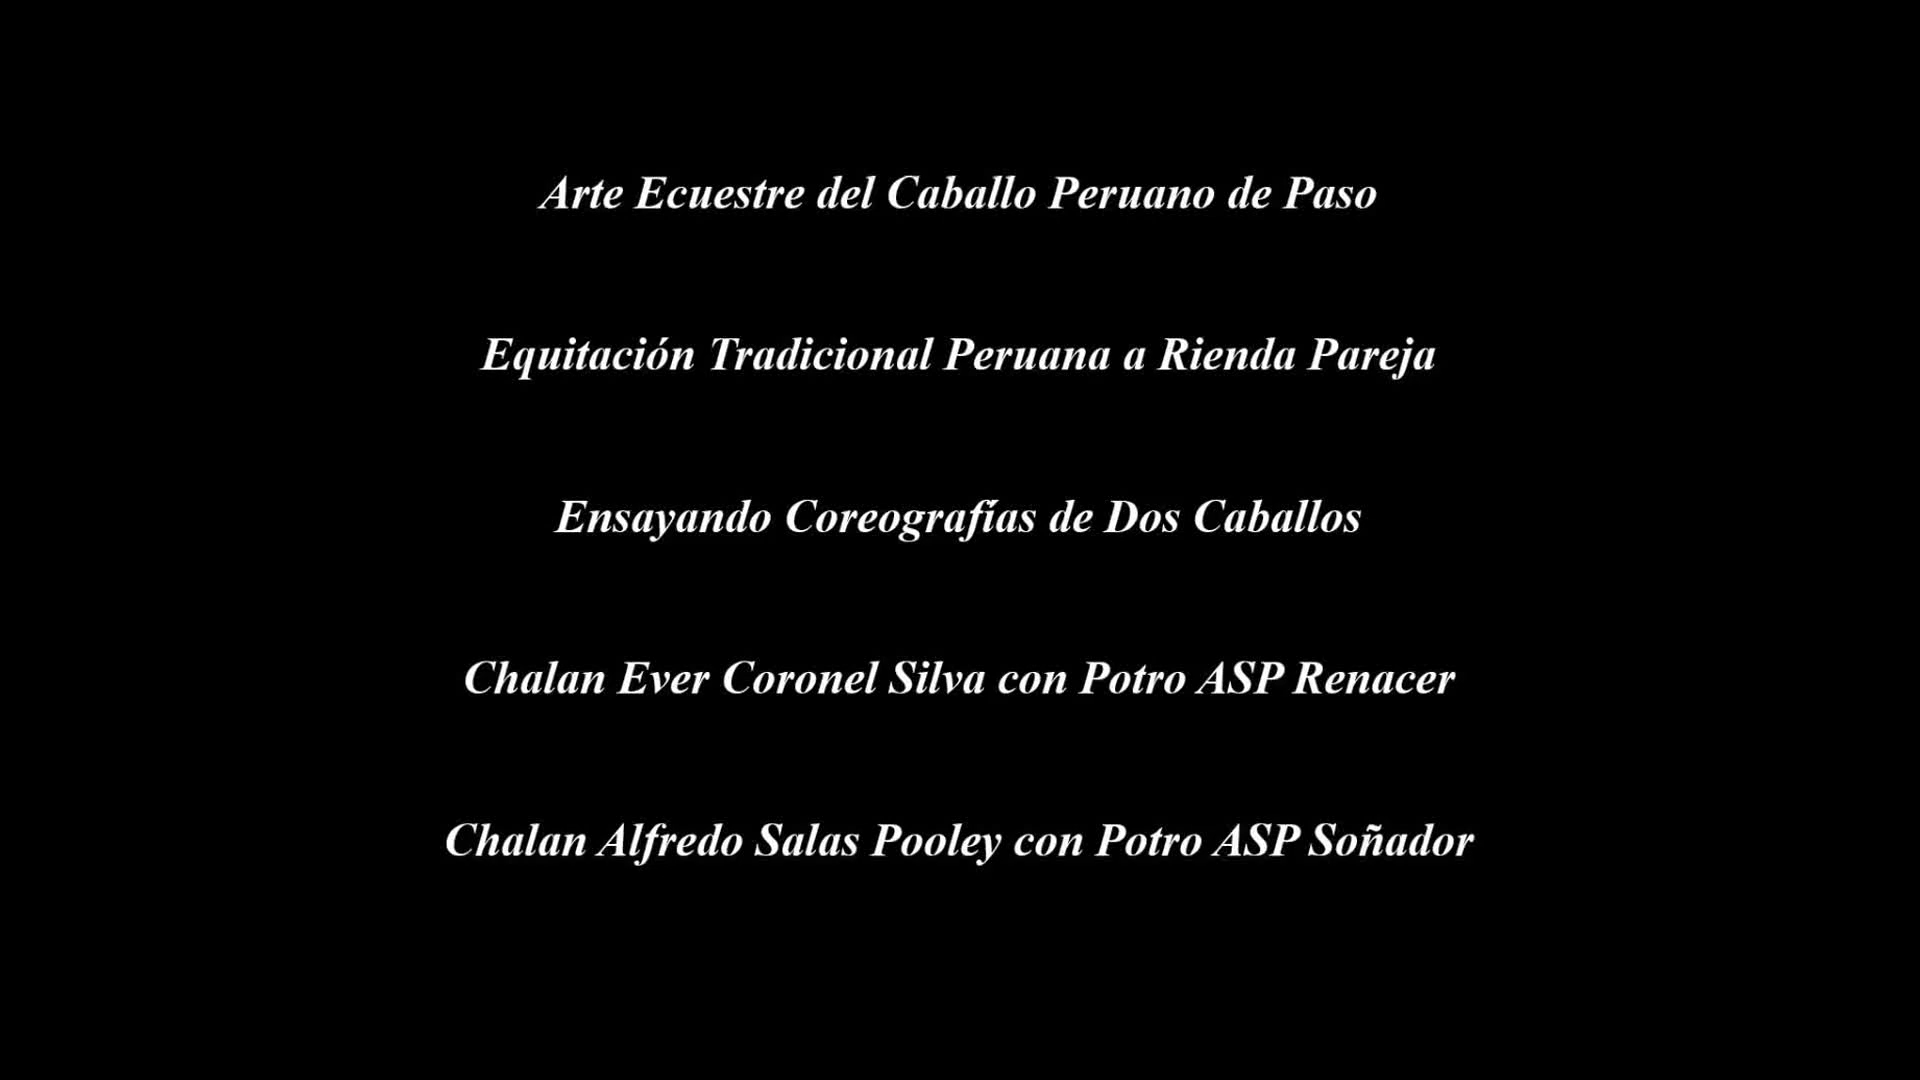 Arte Ecuestre del Caballo Peruano de Paso
Equitación Tradicional Peruana a Rienda Pareja
Ensayando Coreografías de Dos Caballos
Chalan Ever Coronel Silva con Potro ASP Renacer
Chalan Alfredo Salas Pooley con Potro ASP Soñador